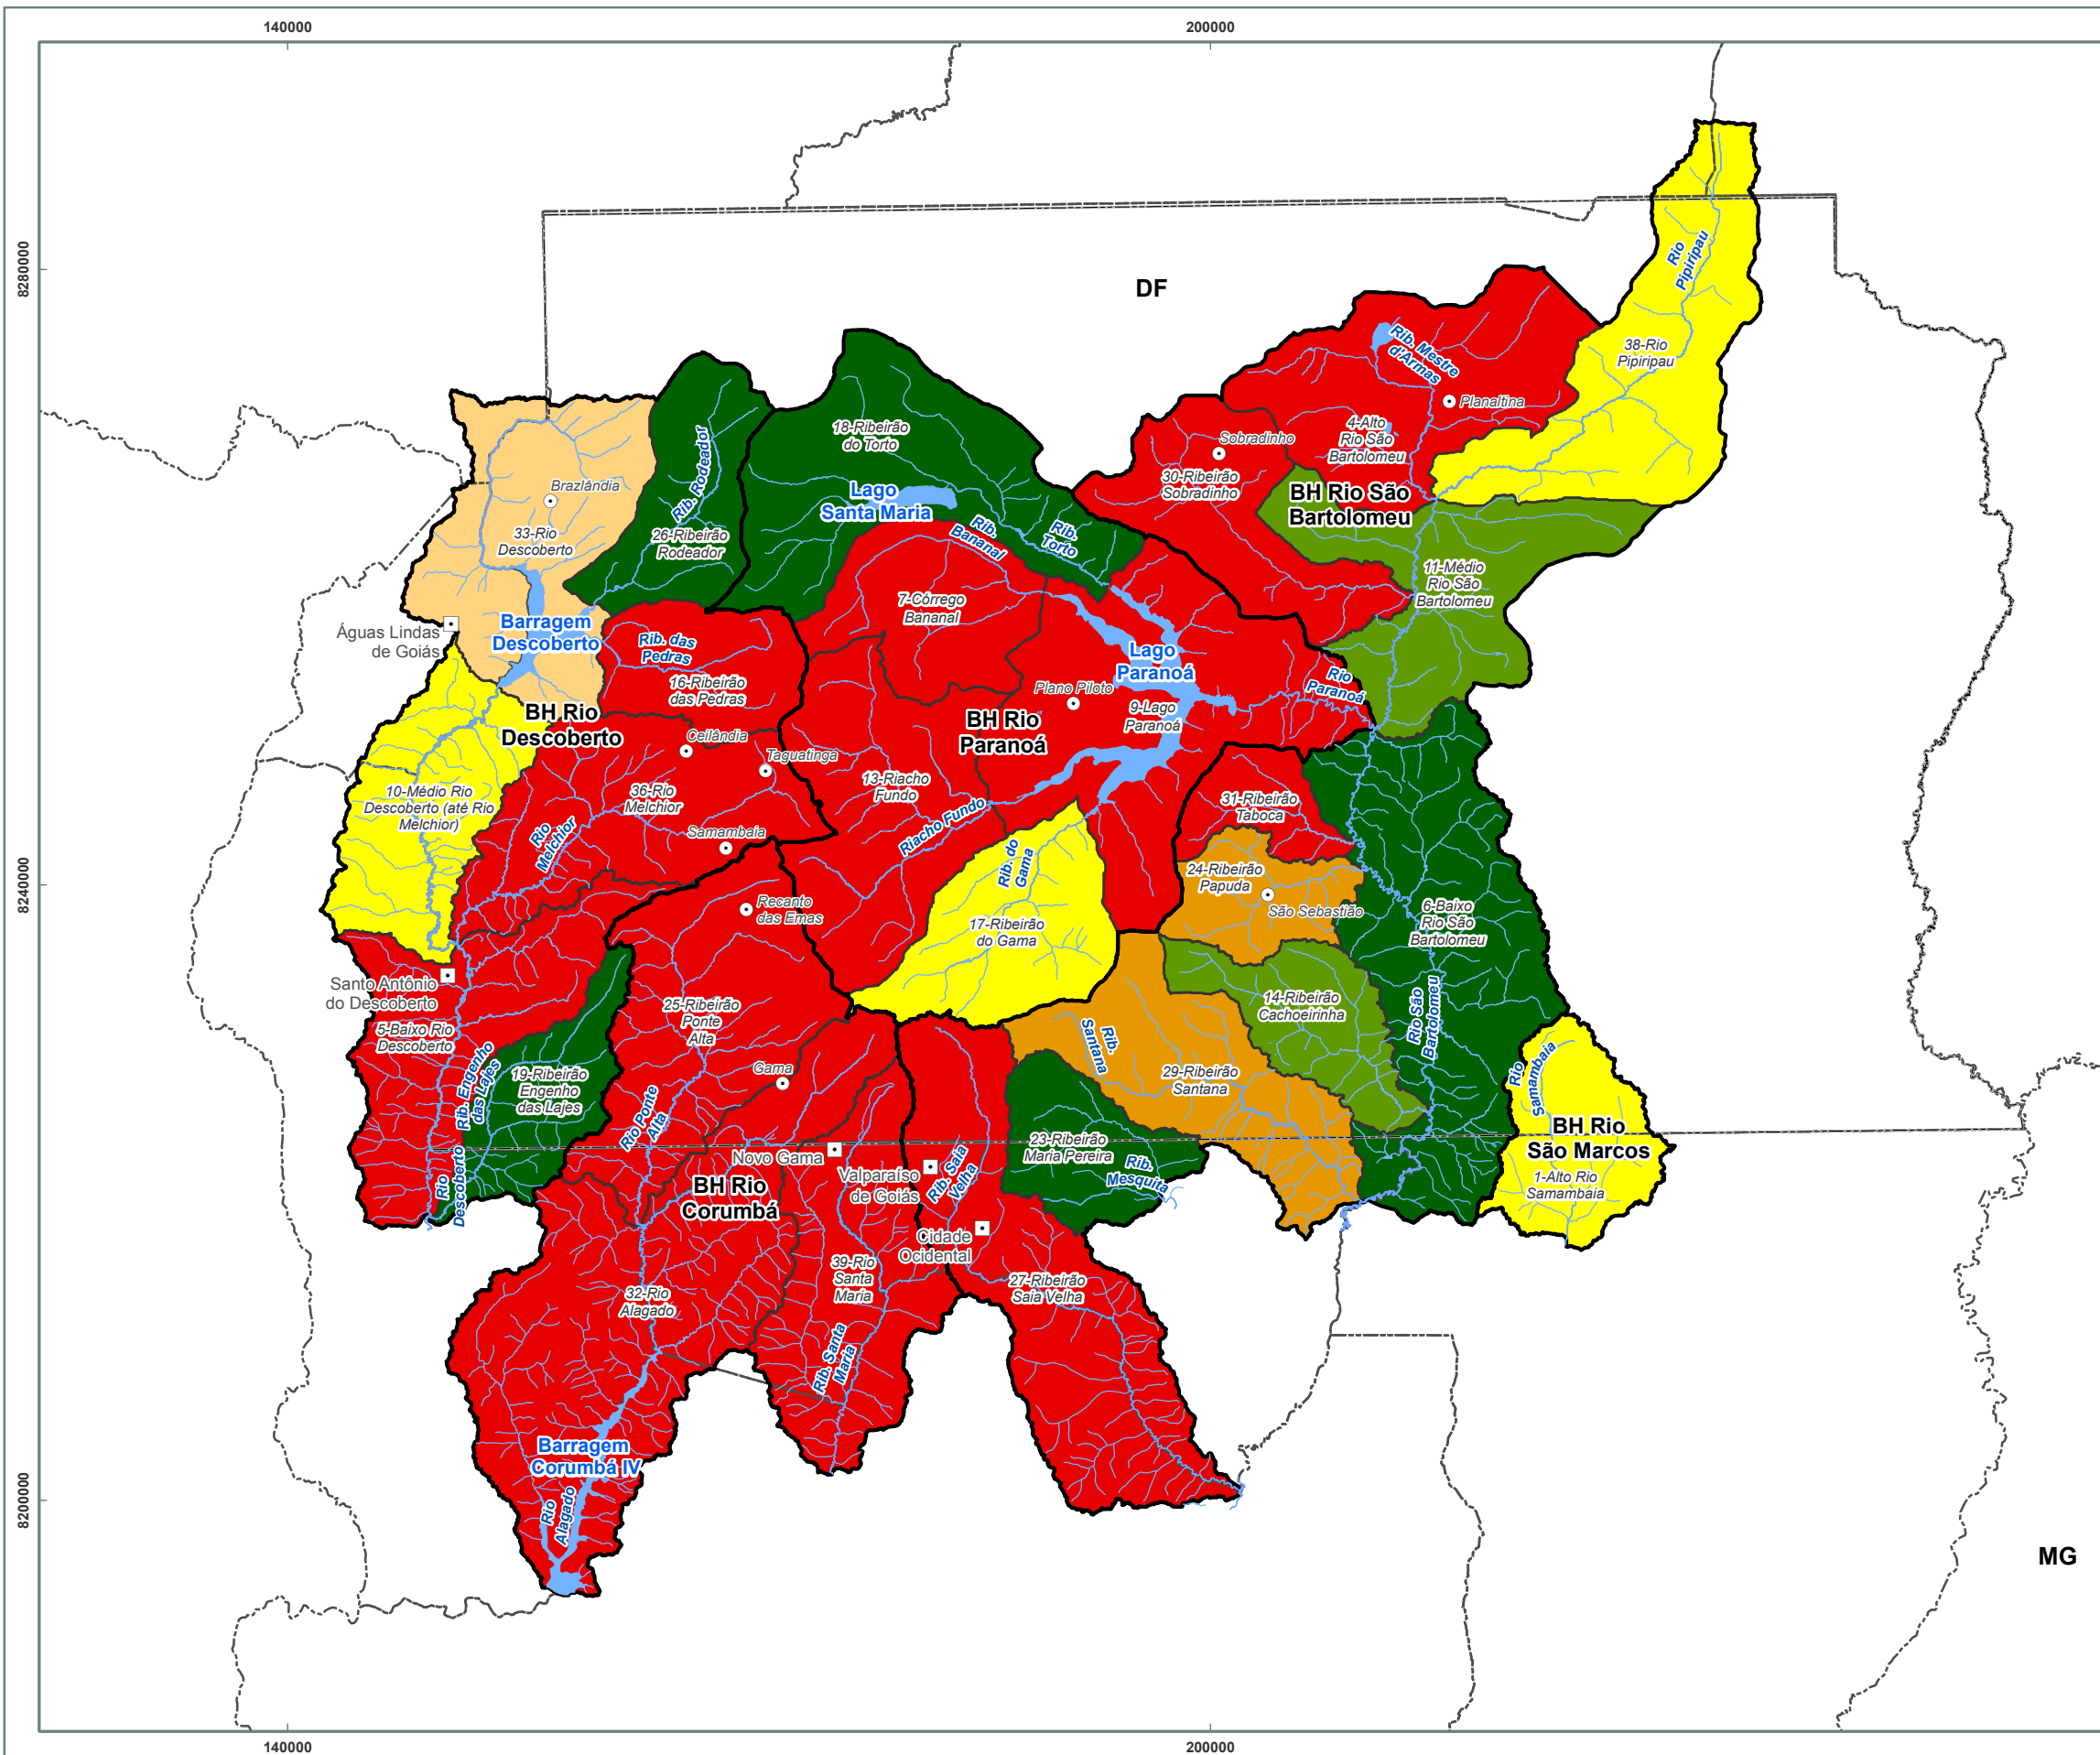 140000
200000
8280000
8240000
8200000
140000
200000
DF
MG
Rio
Pipiripau
38-Rio
Pipiripau
Rib. Mestre
d'Armas
Planaltina
4-Alto
Rio São
Bartolomeu
Sobradinho
30-Ribeirão
Sobradinho
BH Rio São
Bartolomeu
11-Médio
Rio São
Bartolomeu
18-Ribeirão
do Torto
Lago
Santa Maria
Rib.
Bananal
Rib.
Torto
Rib. Rodeador
26-Ribeirão
Rodeador
Brazlândia
33-Rio
Descoberto
Barragem
Descoberto
Águas Lindas
de Goiás
7-Córrego
Bananal
Rib. das
Pedras
16-Ribeirão
das Pedras
BH Rio
Descoberto
Ceilândia
Taguatinga
36-Rio
Melchior
Rio
Melchior
Samambaia
10-Médio Rio
Descoberto (até Rio
Melchior)
Lago
Paranoá
Plano Piloto
9-Lago
Paranoá
Rio
Paranoá
BH Rio
Paranoá
13-Riacho
Fundo
Riacho Fundo
Rib. do
Gama
17-Ribeirão
do Gama
31-Ribeirão
Taboca
24-Ribeirão
Papuda
São Sebastião
6-Baixo
Rio São
Bartolomeu
Rio São
Bartolomeu
14-Ribeirão
Cachoeirinha
Rib.
Santana
29-Ribeirão
Santana
Rio
Samambaia
BH Rio
São Marcos
1-Alto Rio
Samambaia
Recanto
das Emas
Santo Antônio
do Descoberto
5-Baixo Rio
Descoberto
Rib. Engenho
das Lajes
19-Ribeirão
Engenho
das Lajes
Rio
Descoberto
25-Ribeirão
Ponte
Alta
Gama
Rio Ponte
Alta
Novo Gama
BH Rio
Corumbá
Valparaíso
de Goiás
Rib. Saia
Velha
Cidade
Ocidental
23-Ribeirão
Maria Pereira
Rib.
Mesquita
27-Ribeirão
Saia Velha
39-Rio
Santa
Maria
Rib. Santa
Maria
32-Rio
Alagado
Barragem
Corumbá IV
Rio
Alagado